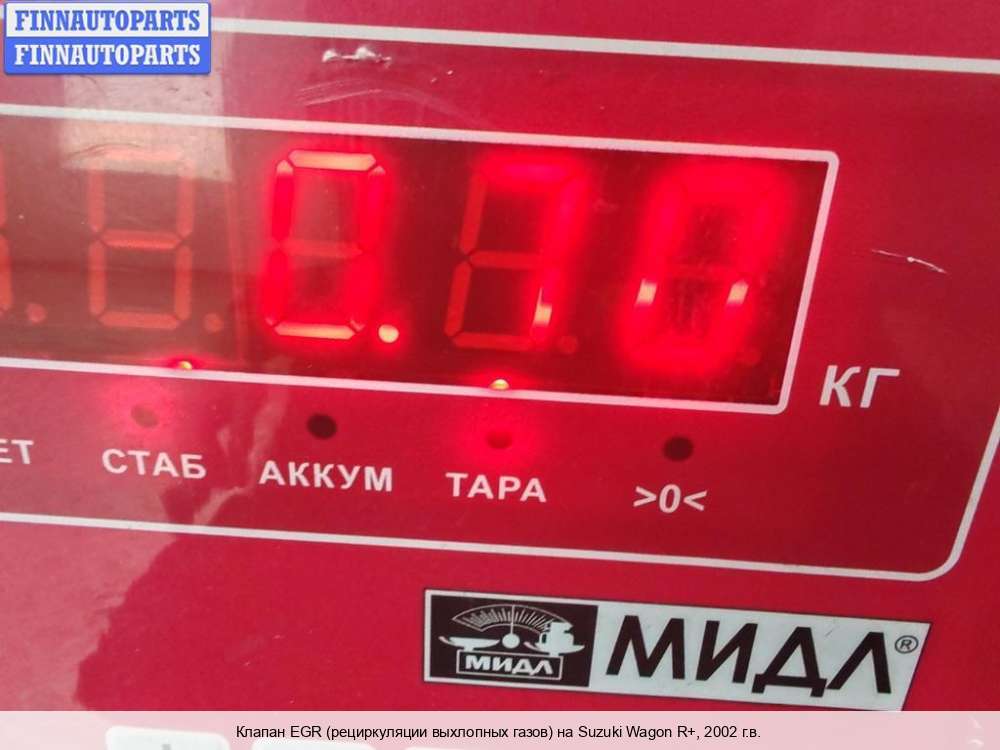 FINNAUTOPARTS
FINNAUTOPARTS
0.70
КГ
ЕТ
СТАБ
АККУМ
ТАРА
>0<
МИДЛ
МИДЛ®
Клапан EGR (рециркуляции выхлопных газов) на Suzuki Wagon R+, 2002 г.в.